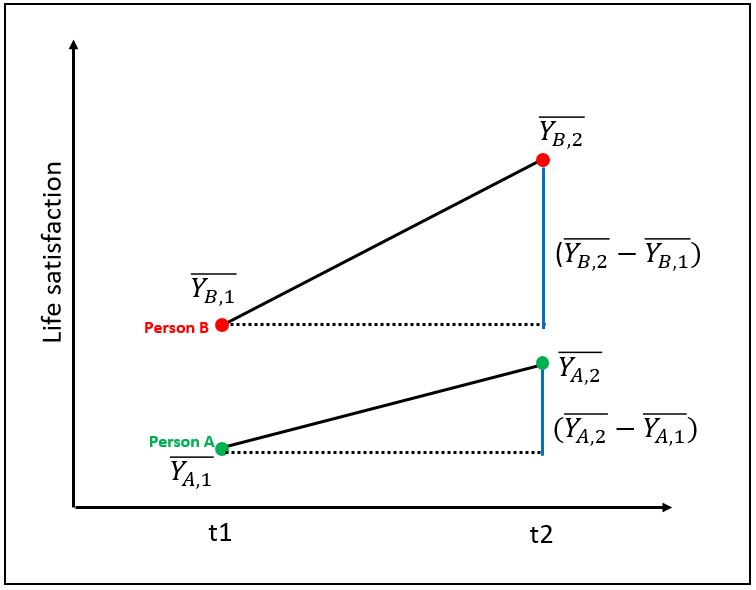 Life satisfaction
$\overline{Y_{B,2}}$
$(\overline{Y_{B,2}} - \overline{Y_{B,1}})$
$\overline{Y_{B,1}}$
Person B
$\overline{Y_{A,2}}$
$(\overline{Y_{A,2}} - \overline{Y_{A,1}})$
Person A
$\overline{Y_{A,1}}$
t1
t2